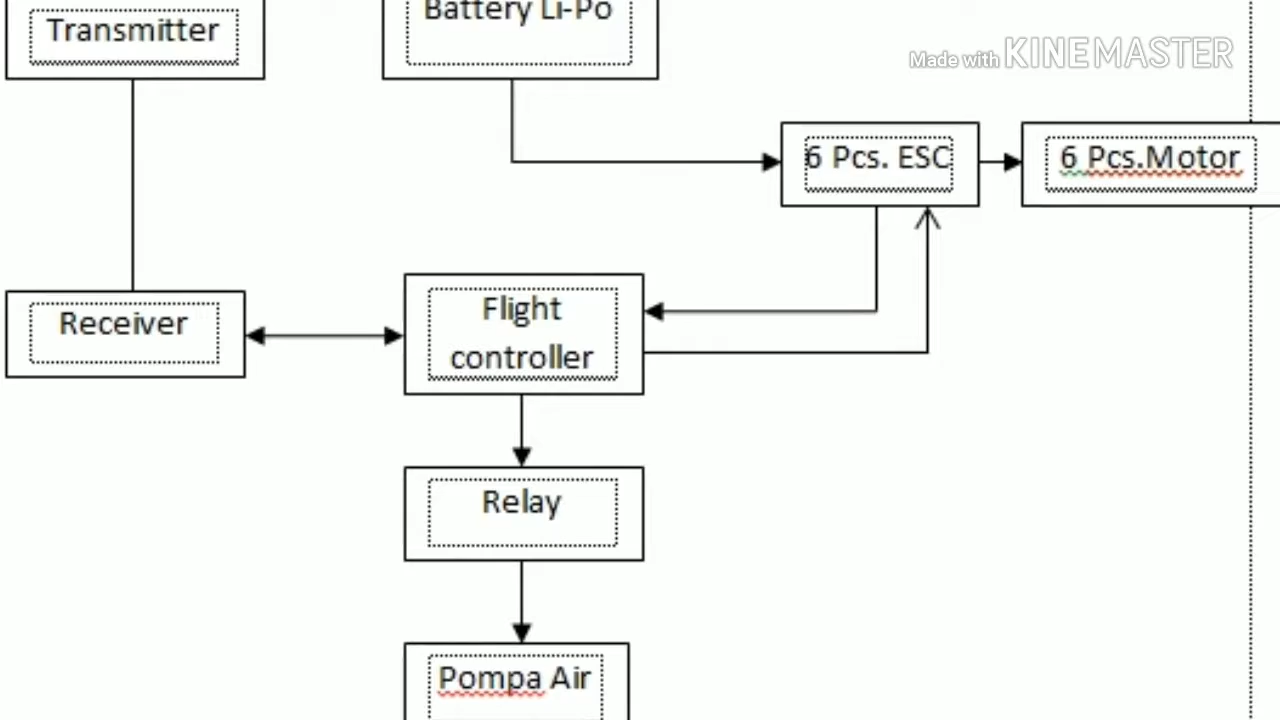 Transmitter
Battery Li-Po
Made with KINEMASTER
6 Pcs. ESC
6 Pcs.Motor
Receiver
Flight
controller
Relay
Pompa Air